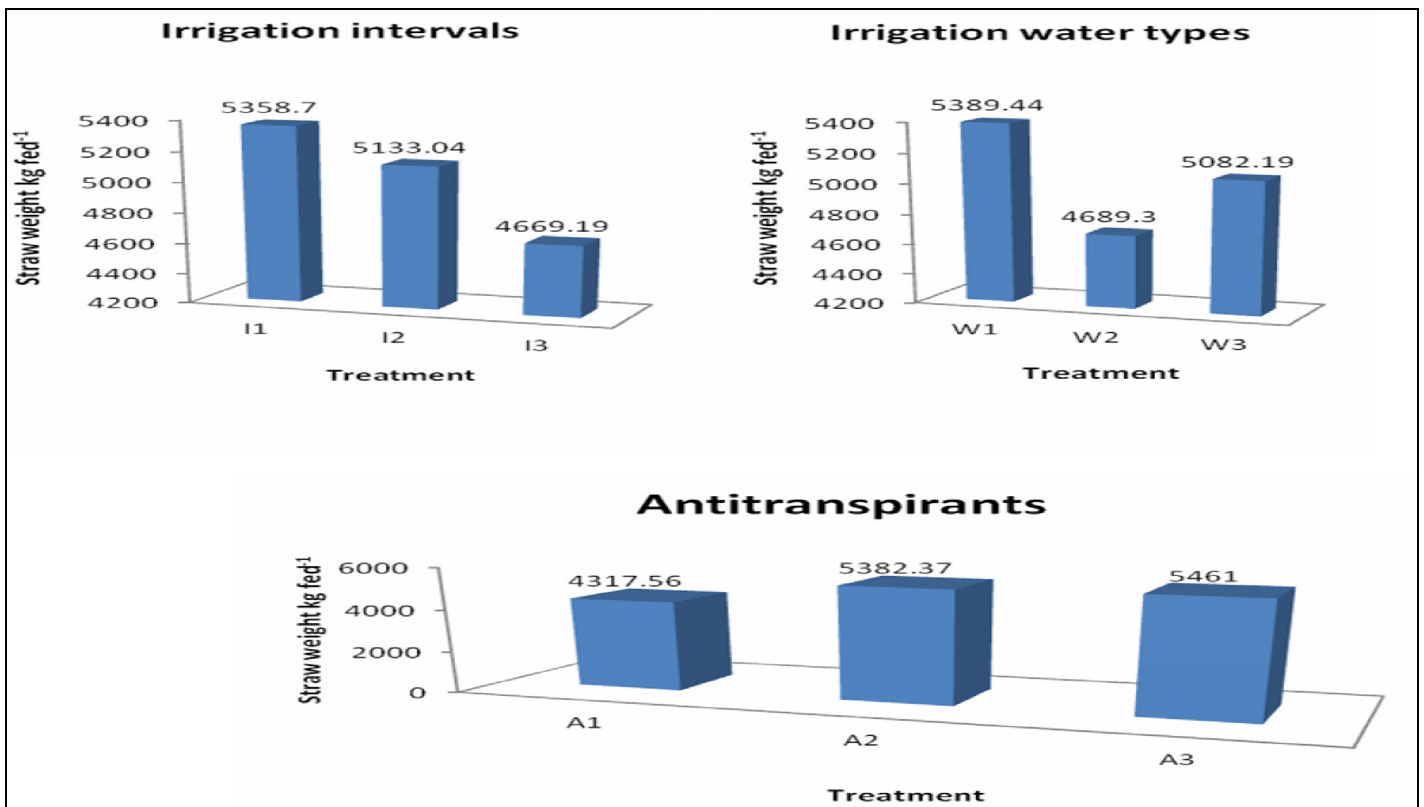 Irrigation intervals
Straw weight kg fed-1
5400
5200
5000
4800
4600
4400
4200
5358.7
5133.04
4669.19
I1
I2
I3
Treatment
Irrigation water types
Straw weight kg fed-1
5400
5200
5000
4800
4600
4400
4200
5389.44
4689.3
5082.19
W1
W2
W3
Treatment
Antitranspirants
Straw weight kg fed-1
6000
4000
2000
0
4317.56
5382.37
5461
A1
A2
A3
Treatment